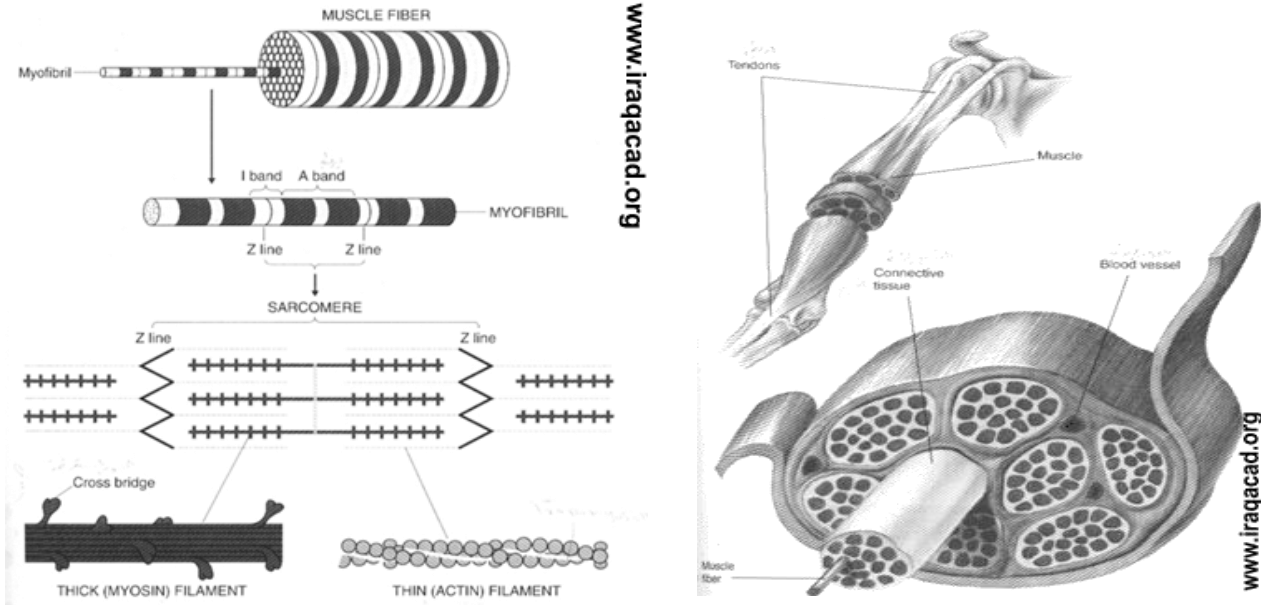 MUSCLE FIBER
Myofibril
I band
A band
MYOFIBRIL
Z line
Z line
SARCOMERE
Z line
Z line
Cross bridge
THICK (MYOSIN) FILAMENT
THIN (ACTIN) FILAMENT
www.iraqacad.org
Tendons
Muscle
Connective
tissue
Blood vessel
Muscle
fiber
www.iraqacad.org